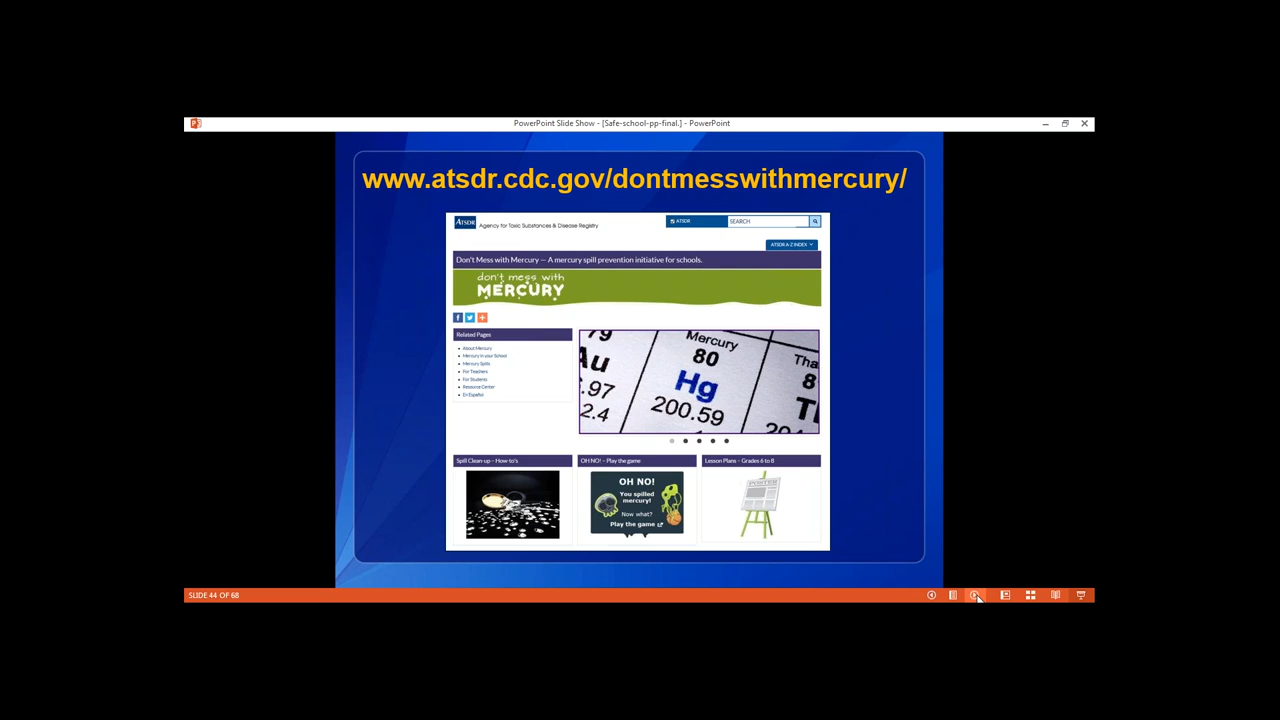 PowerPoint Slide Show - [Safe-school-pp-final.] - PowerPoint
www.atsdr.cdc.gov/dontmesswithmercury/
ATSDR Agency for Toxic Substances & Disease Registry
ATSDR SEARCH
ATSDR A-Z INDEX
Don't Mess with Mercury — A mercury spill prevention initiative for schools.
don't mess with
MERCURY
Related Pages
About Mercury
Mercury in your School
Mercury Spills
For Teachers
For Students
Resource Center
En Español
79
Au
.97
2.4
Mercury
80
Hg
200.59
Tha
8
204
Spill Clean-up – How-to's
OH NO! – Play the game
OH NO!
You spilled
mercury!
Now what?
Play the game
Lesson Plans – Grades 6 to 8
POSTER
SLIDE 44 OF 68